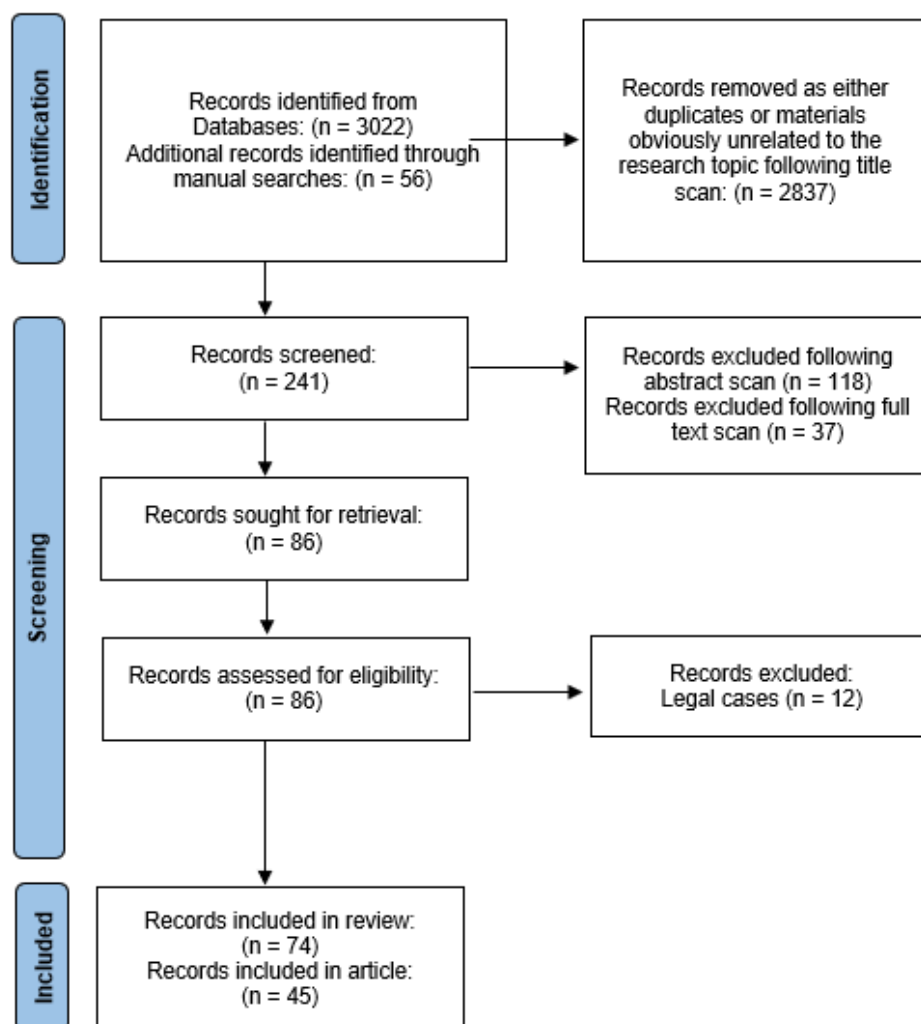 Identification
Records identified from
Databases: (n = 3022)
Additional records identified through
manual searches: (n = 56)
Records removed as either
duplicates or materials
obviously unrelated to the
research topic following title
scan: (n = 2837)
Screening
Records screened:
(n = 241)
Records excluded following
abstract scan (n = 118)
Records excluded following full
text scan (n = 37)
Records sought for retrieval:
(n = 86)
Records assessed for eligibility:
(n = 86)
Records excluded:
Legal cases (n = 12)
Included
Records included in review:
(n = 74)
Records included in article:
(n = 45)